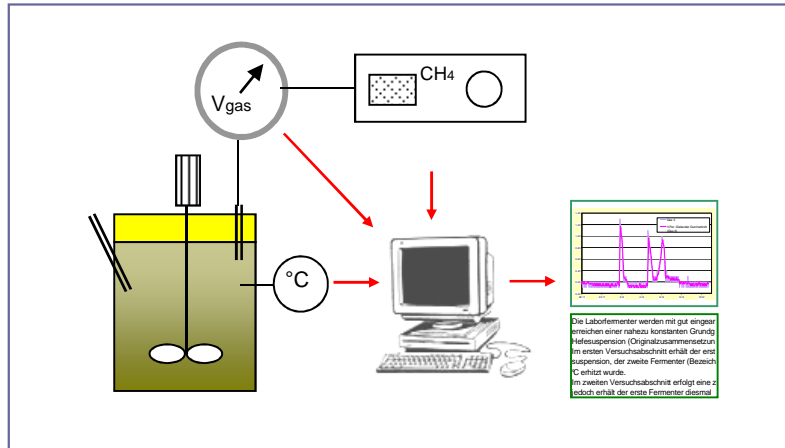 CH4
Vgas
°C
Die Laborfermenter werden mit gut eingear
erreichen einer nahezu konstanten Grundg
Hefesuspension (Originalzusammensetzun
Im ersten Versuchsabschnitt erhält der erst
suspension, der zweite Fermenter (Bezeich
°C erhitzt wurde.
Im zweiten Versuchsabschnitt erfolgt eine z
jedoch erhält der erste Fermenter diesmal